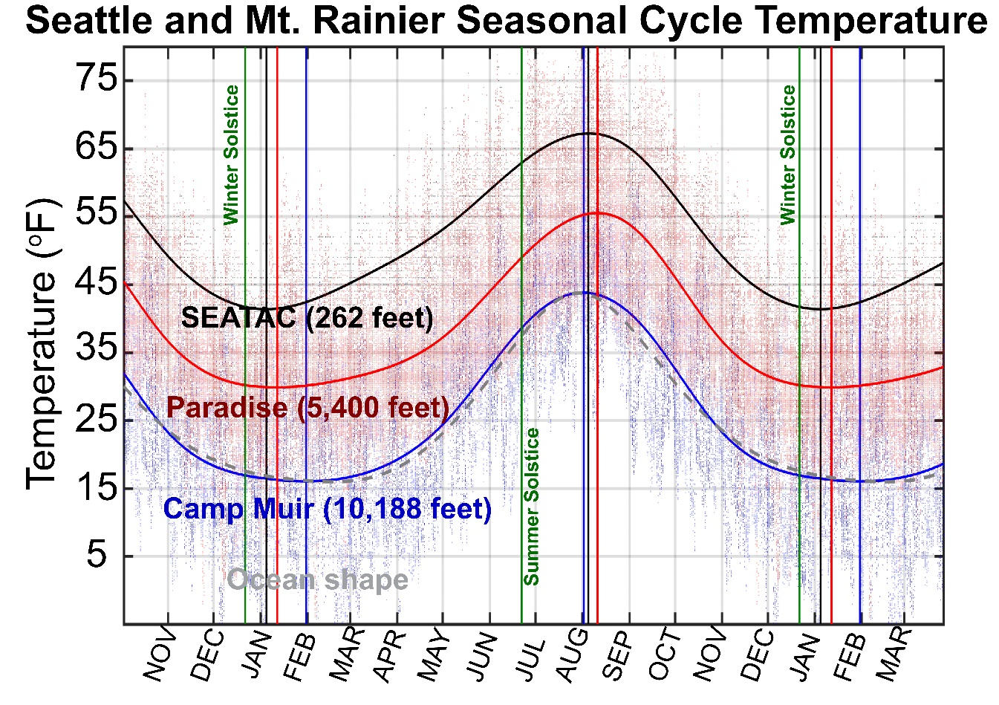 Seattle and Mt. Rainier Seasonal Cycle Temperature
Temperature (°F)
75
65
55
45
35
25
15
5
Winter Solstice
Summer Solstice
Winter Solstice
SEATAC (262 feet)
Paradise (5,400 feet)
Camp Muir (10,188 feet)
Ocean shape
NOV
DEC
JAN
FEB
MAR
APR
MAY
JUN
JUL
AUG
SEP
OCT
NOV
DEC
JAN
FEB
MAR